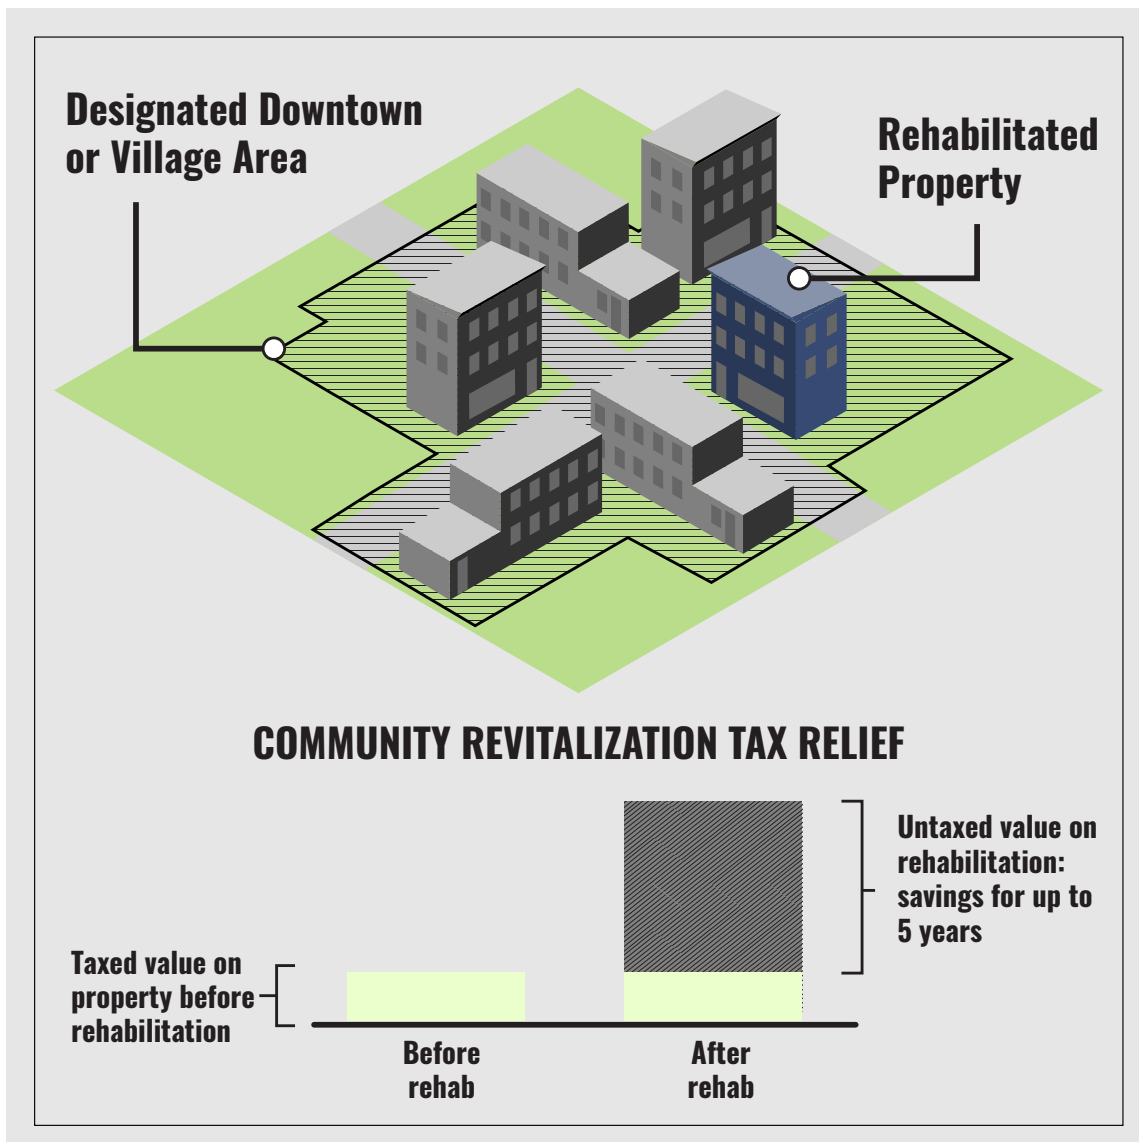 Designated Downtown
or Village Area
Rehabilitated
Property
COMMUNITY REVITALIZATION TAX RELIEF
Untaxed value on
rehabilitation:
savings for up to
5 years
Taxed value on
property before
rehabilitation
Before
rehab
After
rehab